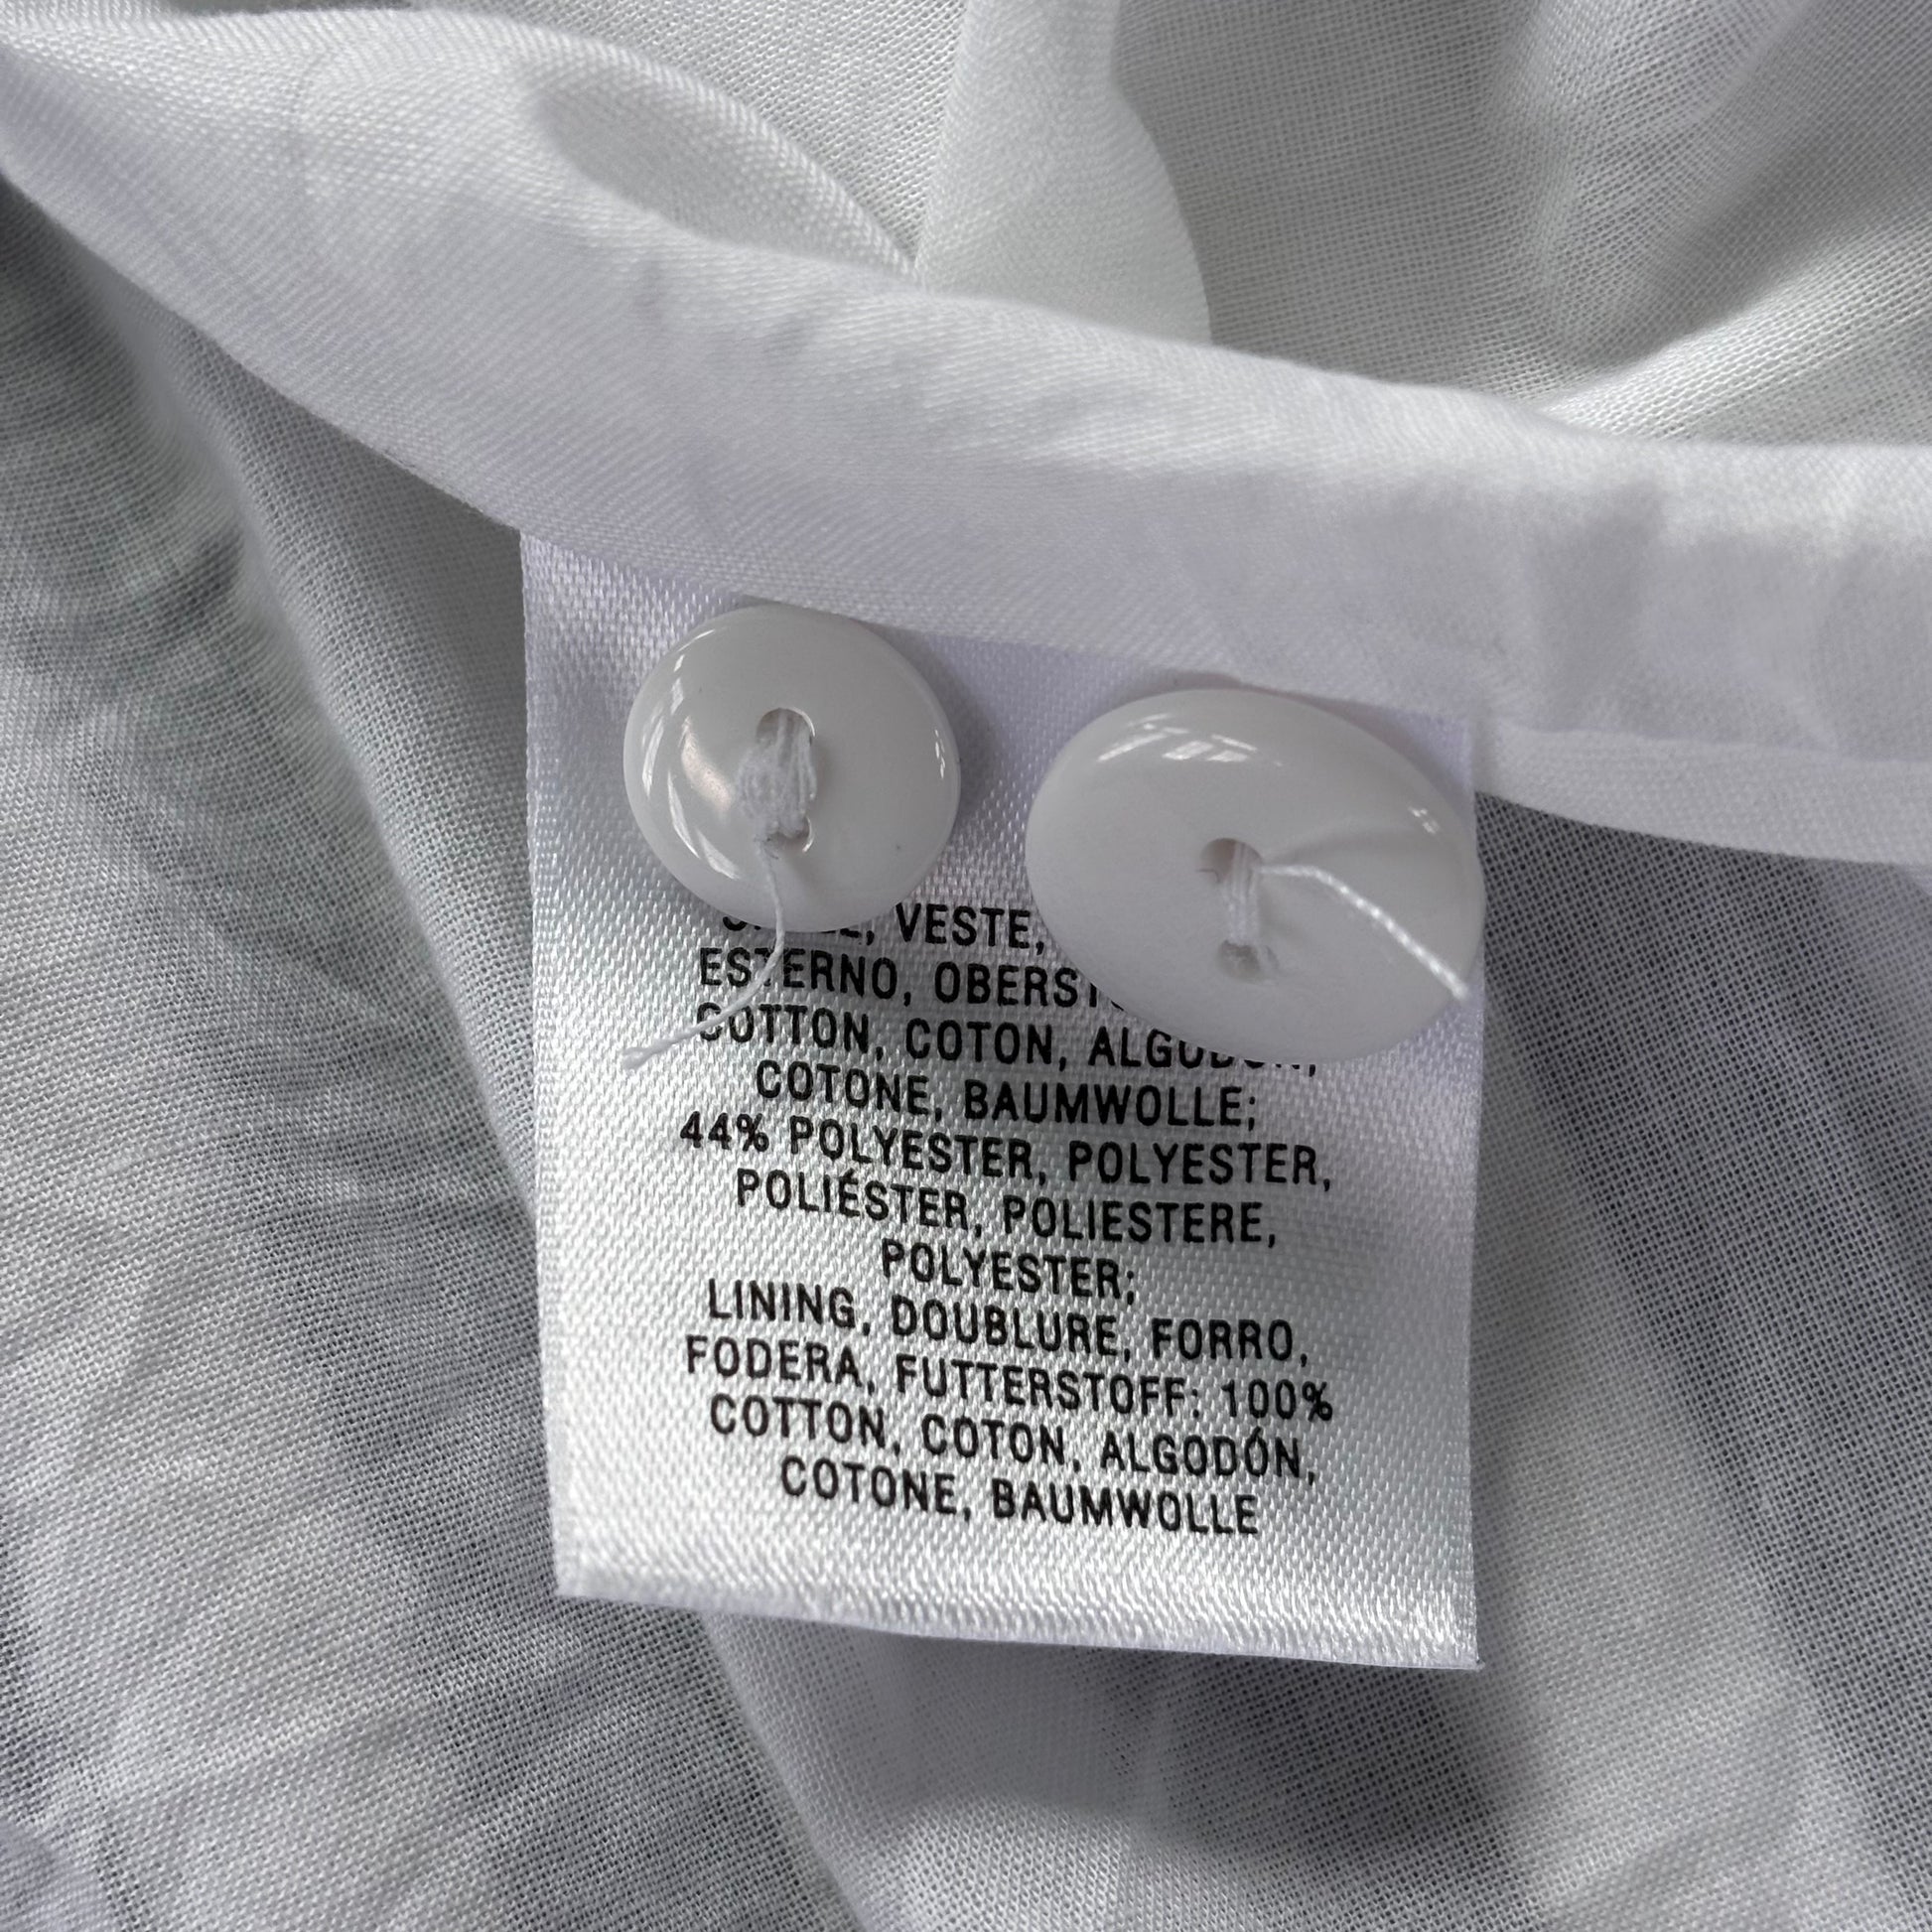 VESTE,
ESTERNO,
COTTON, COTON, ALGODÓN,
COTONE, BAUMWOLLE;
44% POLYESTER, POLYESTER,
POLIÉSTER, POLIESTERE,
POLYESTER;
LINING, DOUBLURE, FORRO,
FODERA, FUTTERSTOFF: 100%
COTTON, COTON, ALGODÓN,
COTONE, BAUMWOLLE